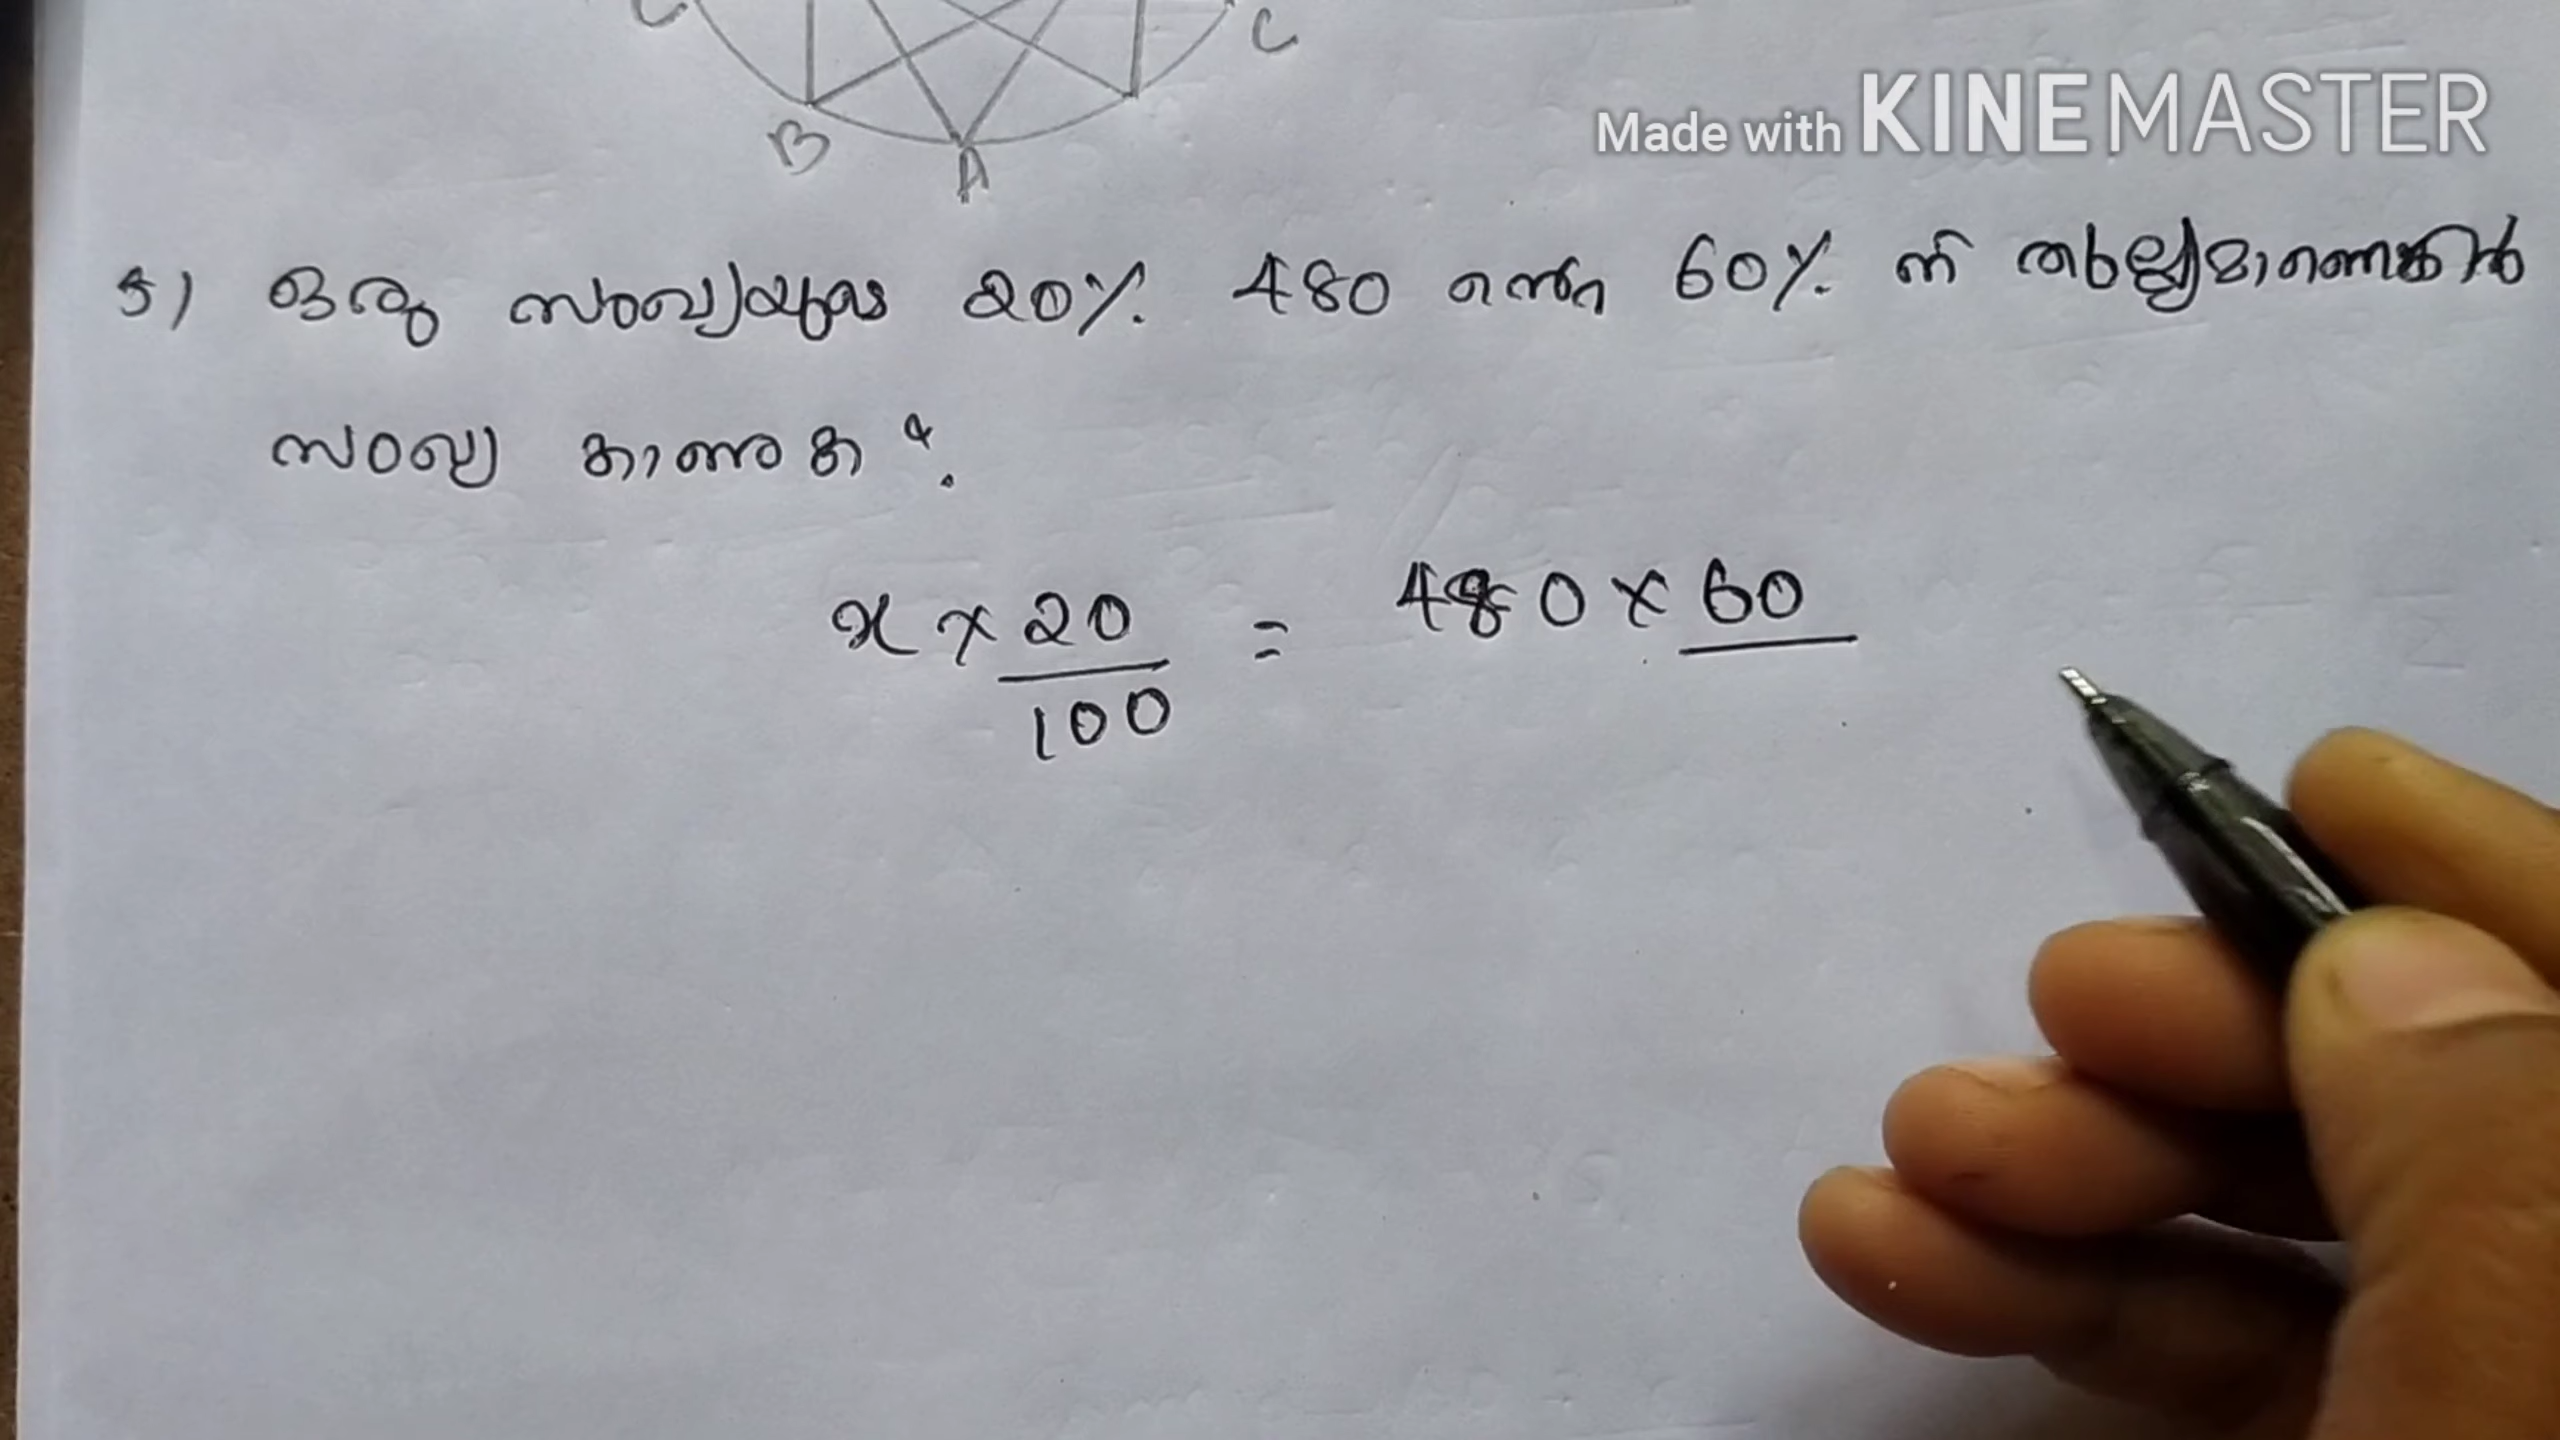 C C
B
A
Made with KINEMASTER
5) ഒരു സംഖ്യയുടെ 20% 480 ന്റെ 60% ന് തുല്യമാണെങ്കിൽ
സംഖ്യ കാണുക .
x × 20 = 480 × 60
100